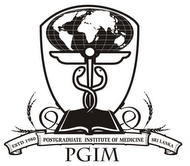 ESTD 1980 POSTGRADUATE INSTITUTE OF MEDICINE SRI LANKA
PGIM